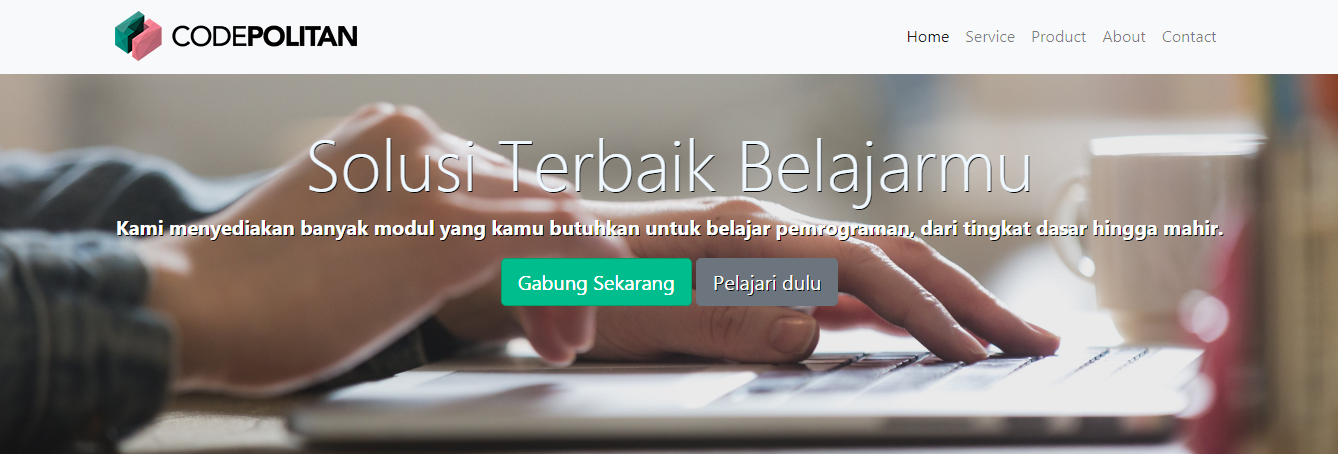 CODEPOLITAN
Home Service Product About Contact
Solusi Terbaik Belajarmu
Kami menyediakan banyak modul yang kamu butuhkan untuk belajar pemrograman, dari tingkat dasar hingga mahir.
Gabung Sekarang Pelajari dulu